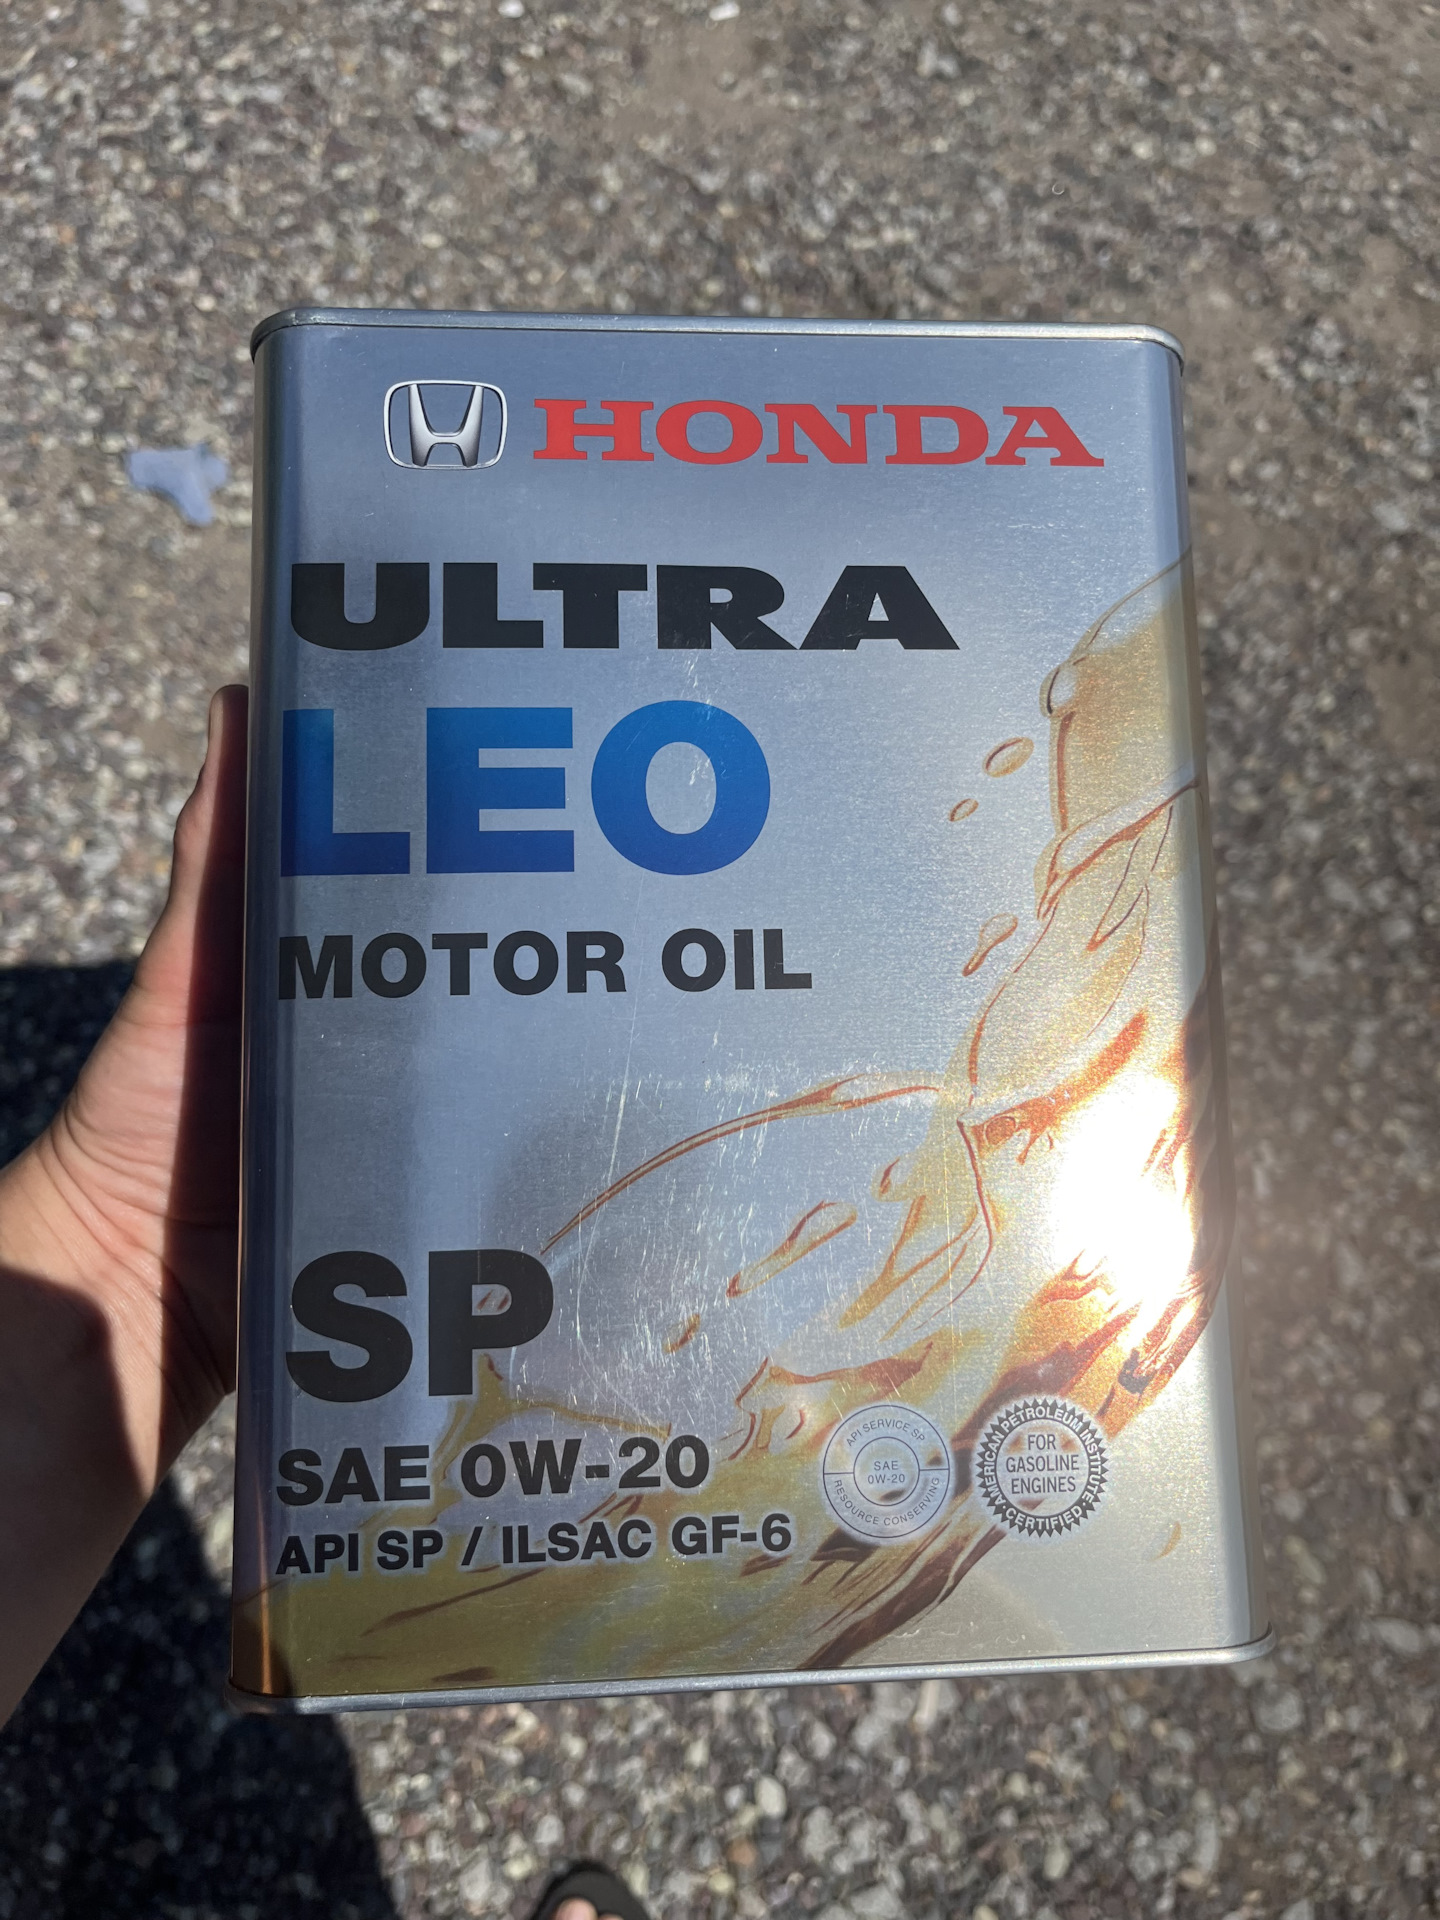 HONDA
ULTRA
LEO
MOTOR OIL
SP
SAE 0W-20
API SP / ILSAC GF-6
API SERVICE SP
SAE
0W-20
RESOURCE CONSERVING
AMERICAN PETROLEUM INSTITUTE
FOR
GASOLINE
ENGINES
CERTIFIED